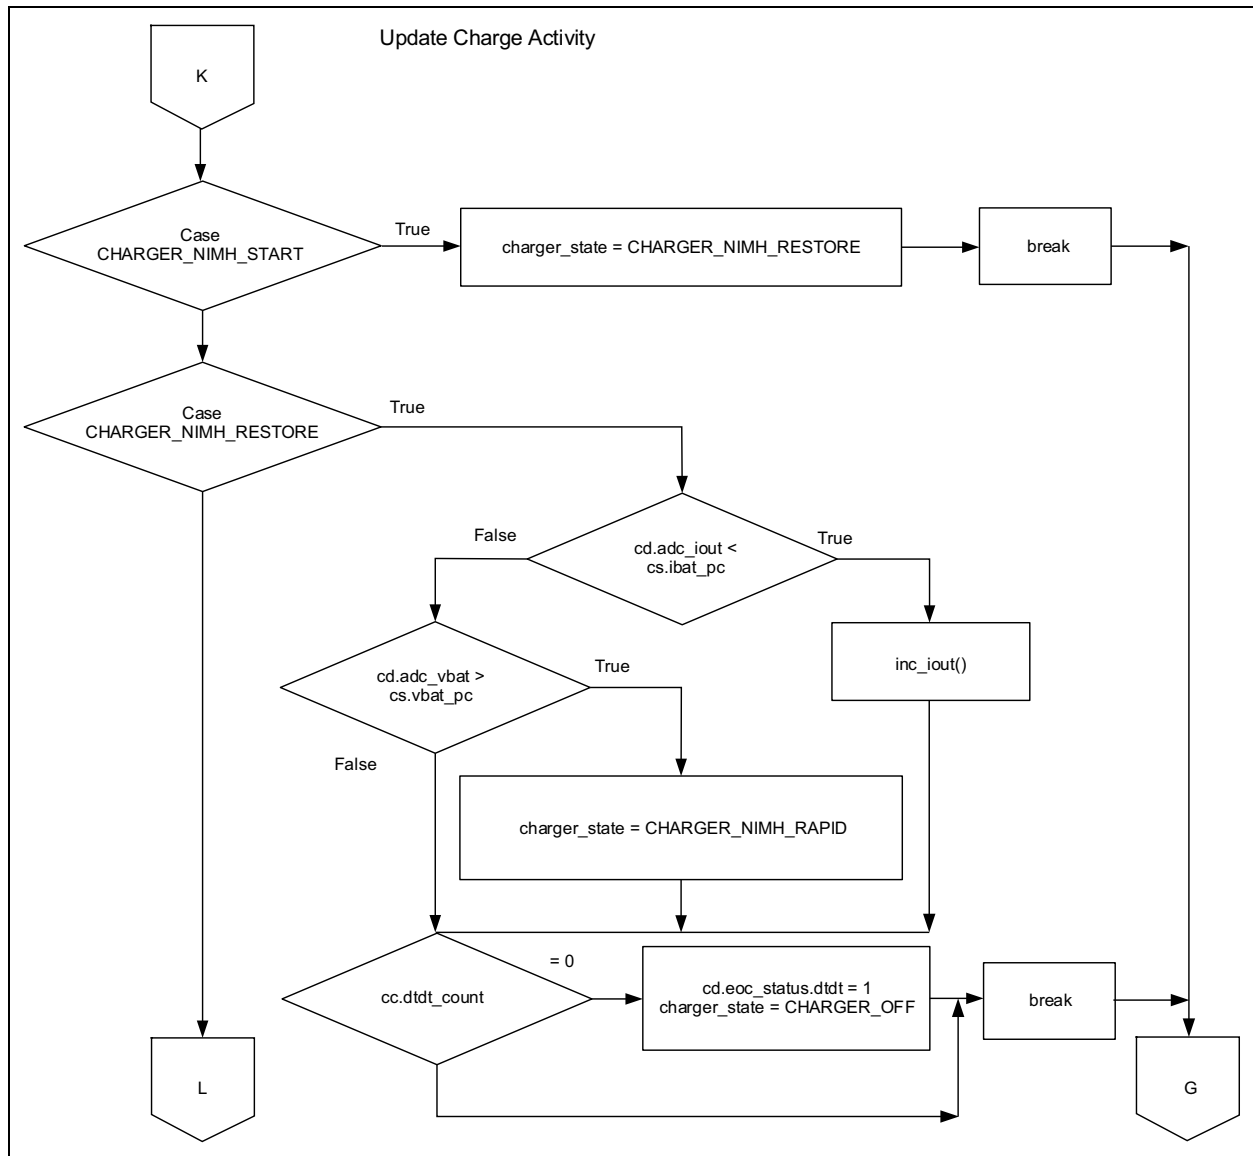 Update Charge Activity
K
Case
CHARGER_NIMH_START
True
charger_state = CHARGER_NIMH_RESTORE
break
Case
CHARGER_NIMH_RESTORE
True
False
cd.adc_iout <
cs.ibat_pc
True
cd.adc_vbat >
cs.vbat_pc
True
inc_iout()
False
charger_state = CHARGER_NIMH_RAPID
= 0
cc.dtdt_count
cd.eoc_status.dtdt = 1
charger_state = CHARGER_OFF
break
L
G